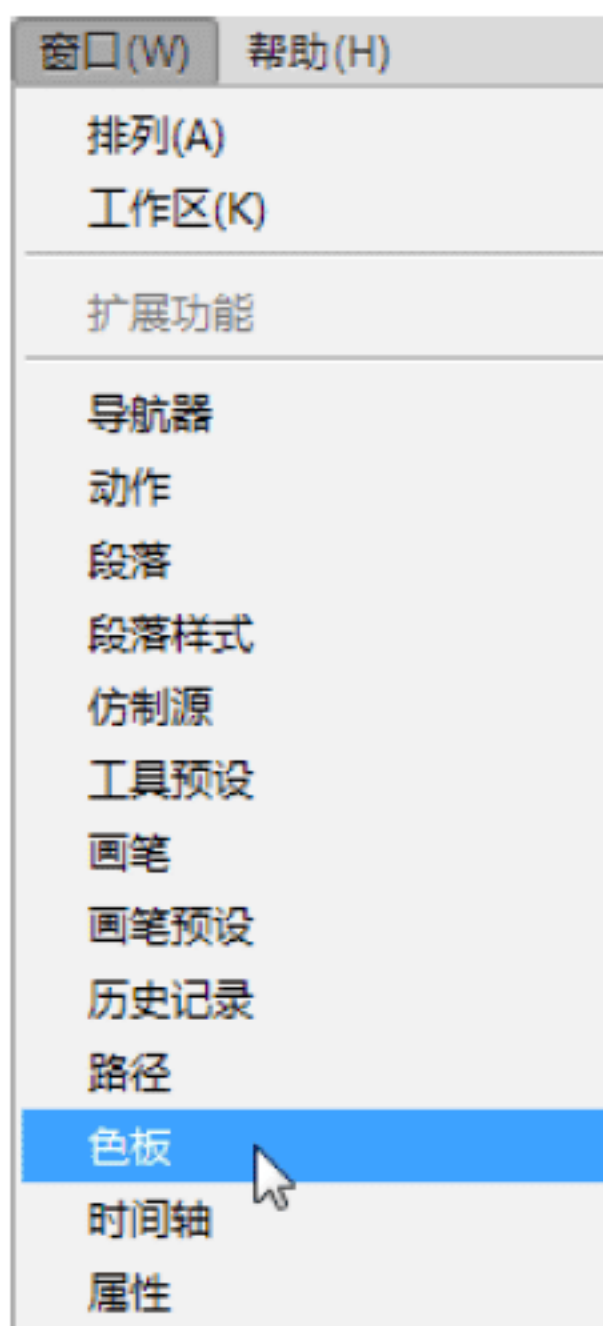 窗口(W) 帮助(H)
排列(A)
工作区(K)
扩展功能
导航器
动作
段落
段落样式
仿制源
工具预设
画笔
画笔预设
历史记录
路径
色板
时间轴
属性